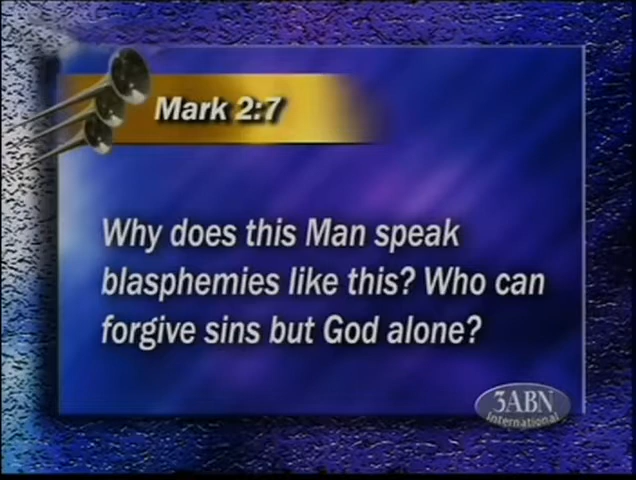 Mark 2:7
Why does this Man speak
blasphemies like this? Who can
forgive sins but God alone?
3ABN
International